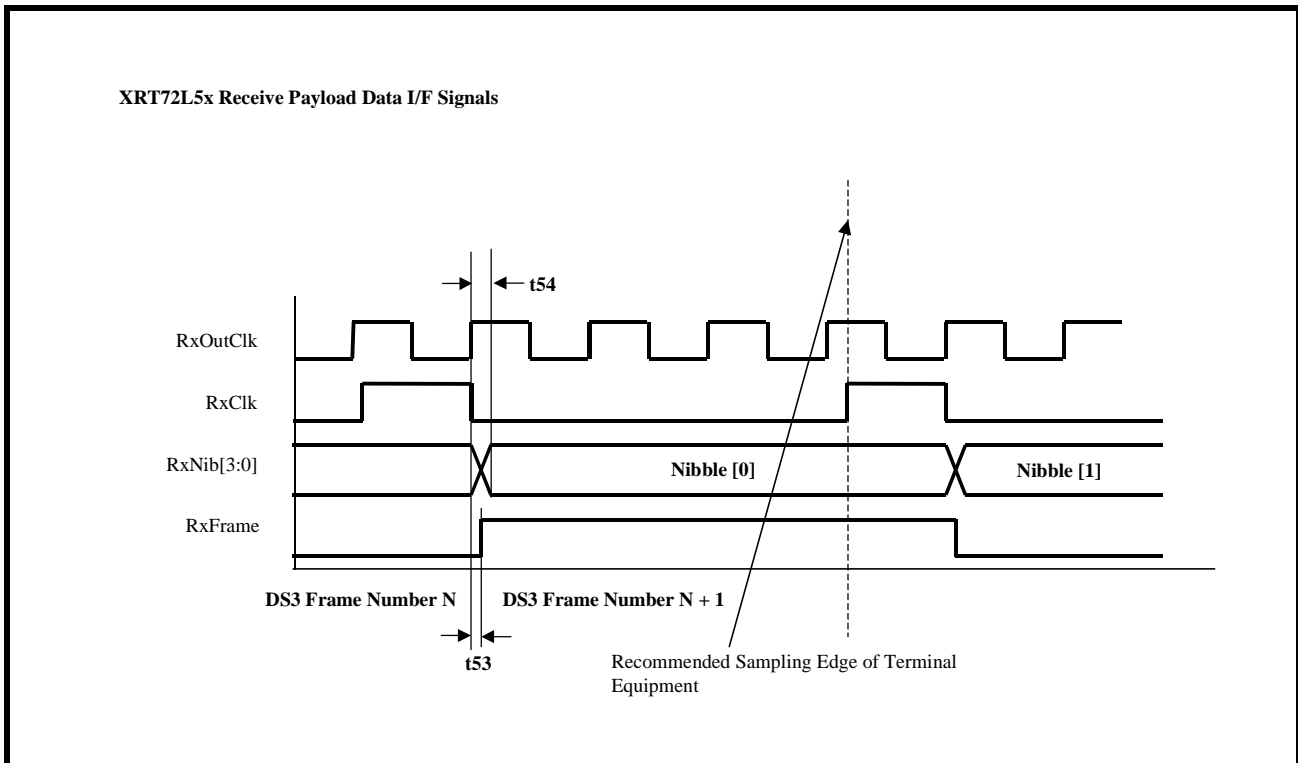 XRT72L5x Receive Payload Data I/F Signals
t54
RxOutClk
RxClk
RxNib[3:0]
Nibble [0]
Nibble [1]
RxFrame
DS3 Frame Number N
DS3 Frame Number N + 1
t53
Recommended Sampling Edge of Terminal
Equipment